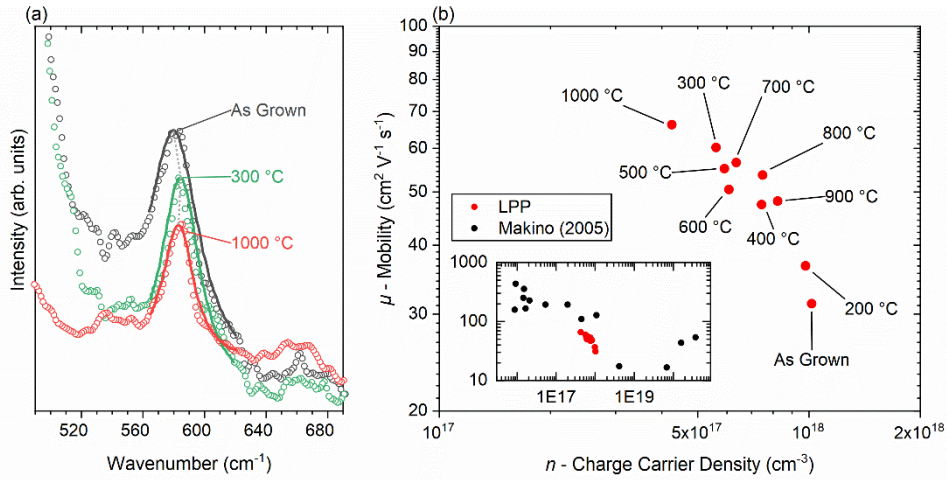 (a)
As Grown
300 °C
1000 °C
Intensity (arb. units)
520 560 600 640 680
Wavenumber (cm⁻¹)
(b)
100
90
80
70
60
50
40
30
20
μ - Mobility (cm² V⁻¹ s⁻¹)
1000 °C
300 °C
700 °C
800 °C
500 °C
900 °C
600 °C
400 °C
200 °C
As Grown
LPP
Makino (2005)
1000
100
10
1E17 1E19
10¹⁷ 5x10¹⁷ 10¹⁸ 2x10¹⁸
n - Charge Carrier Density (cm⁻³)